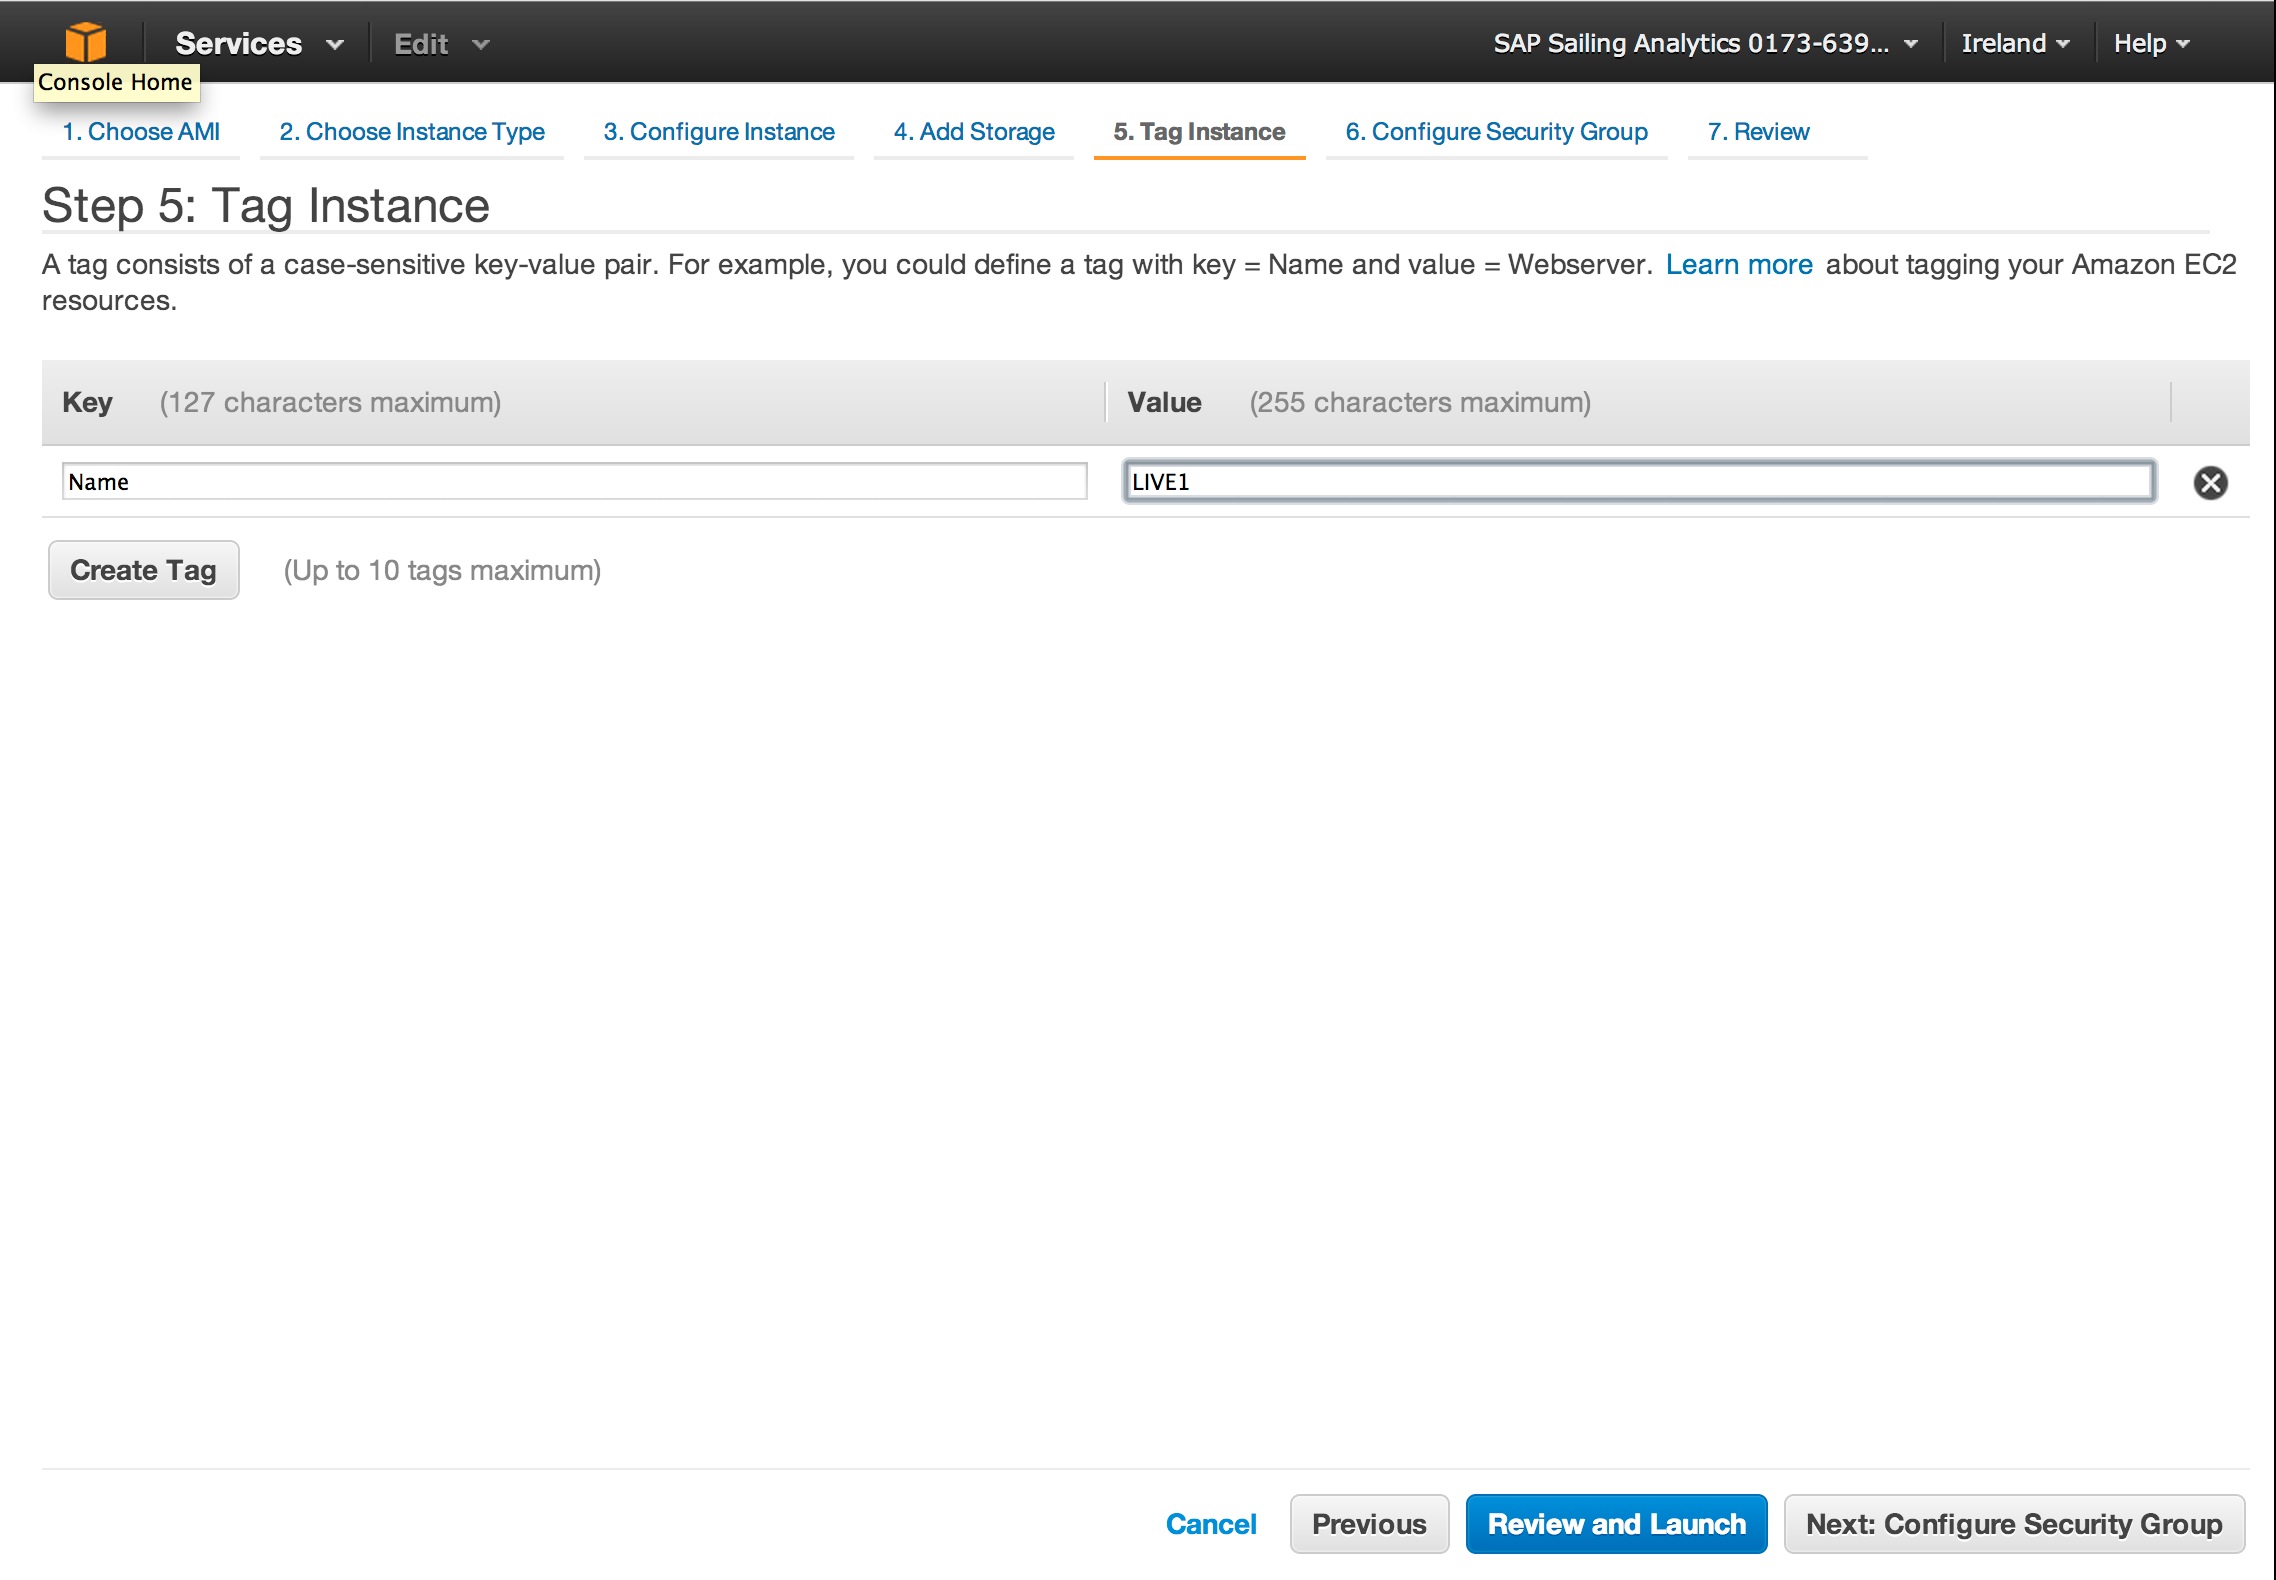 Services Edit SAP Sailing Analytics 0173-639... Ireland Help
Console Home
1. Choose AMI 2. Choose Instance Type 3. Configure Instance 4. Add Storage 5. Tag Instance 6. Configure Security Group 7. Review
Step 5: Tag Instance
A tag consists of a case-sensitive key-value pair. For example, you could define a tag with key = Name and value = Webserver. Learn more about tagging your Amazon EC2
resources.
Key (127 characters maximum) Value (255 characters maximum)
Name LIVE1
Create Tag (Up to 10 tags maximum)
Cancel Previous Review and Launch Next: Configure Security Group